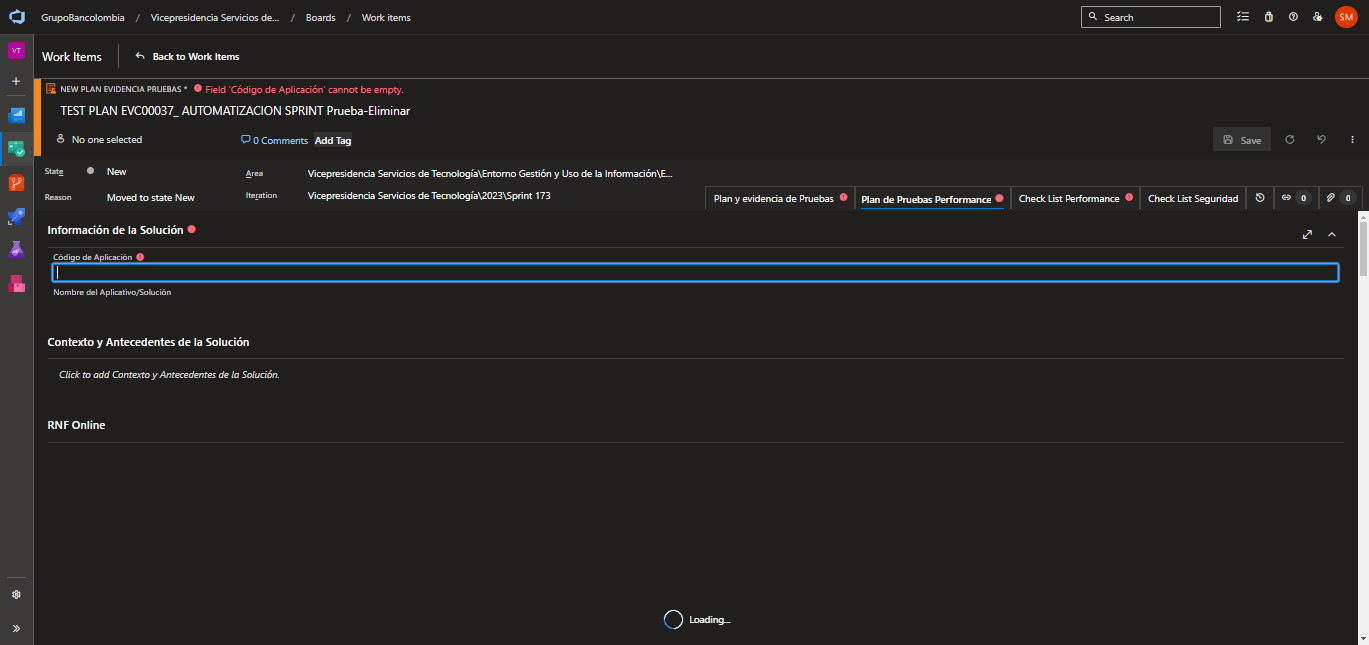 GrupoBancolombia / Vicepresidencia Servicios de... / Boards / Work items
Search
SM
VT
Work Items
Back to Work Items
NEW PLAN EVIDENCIA PRUEBAS * Field 'Código de Aplicación' cannot be empty.
TEST PLAN EVC00037_ AUTOMATIZACION SPRINT Prueba-Eliminar
No one selected
0 Comments
Add Tag
Save
State New
Area Vicepresidencia Servicios de Tecnología\Entorno Gestión y Uso de la Información\E...
Reason Moved to state New
Iteration Vicepresidencia Servicios de Tecnología\2023\Sprint 173
Plan y evidencia de Pruebas
Plan de Pruebas Performance
Check List Performance
Check List Seguridad
0
0
Información de la Solución
Código de Aplicación
Nombre del Aplicativo/Solución
Contexto y Antecedentes de la Solución
Click to add Contexto y Antecedentes de la Solución.
RNF Online
Loading...